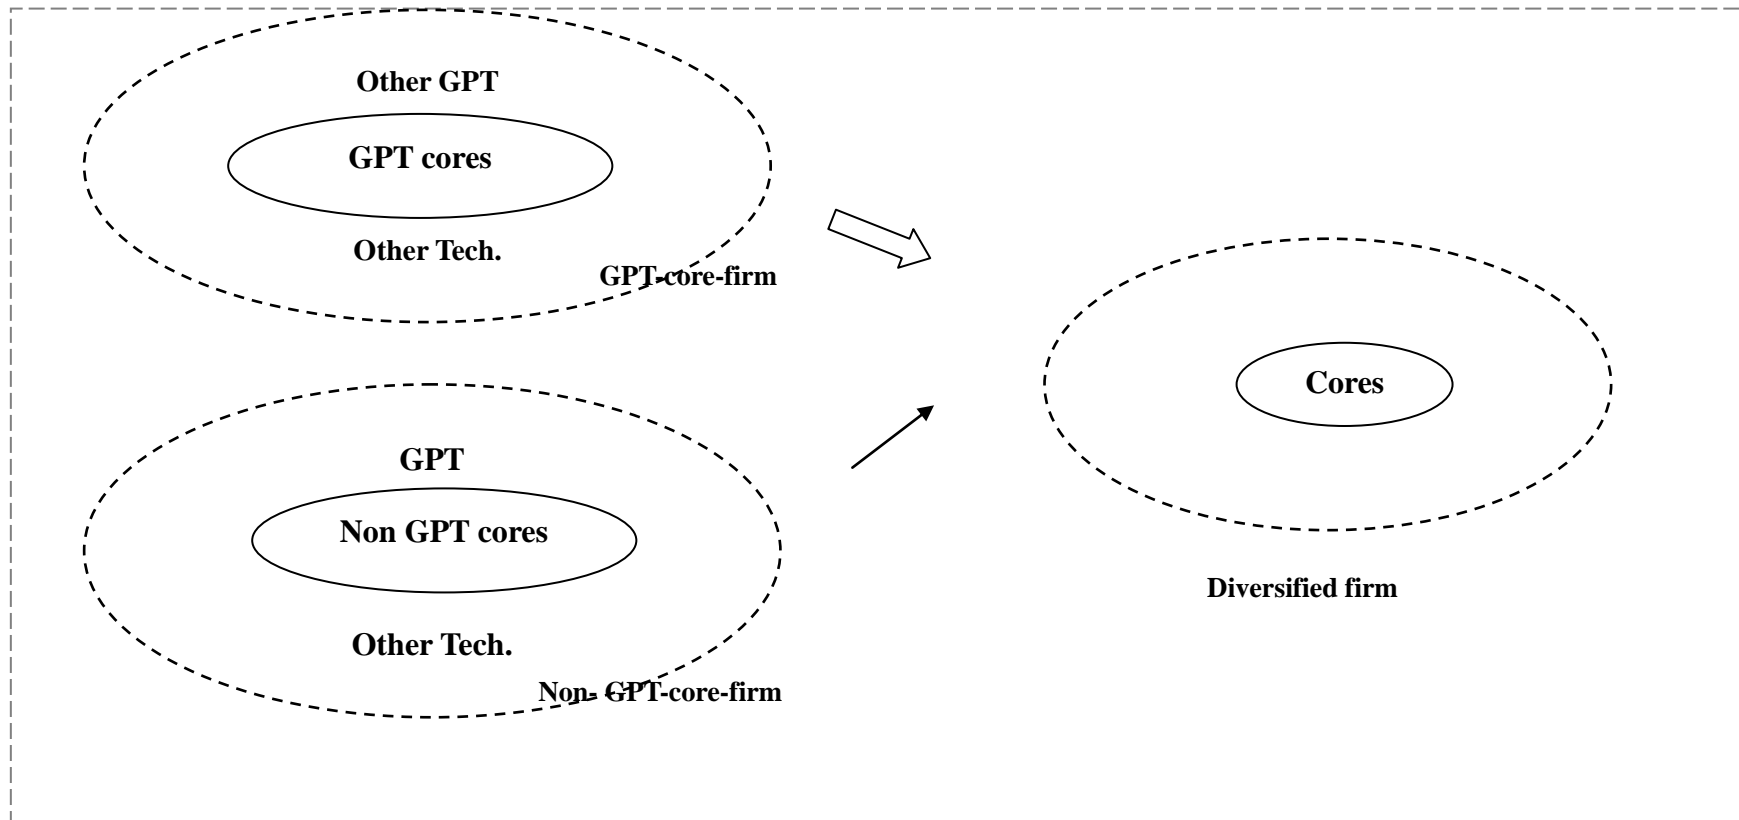 Other GPT
GPT cores
Other Tech.
GPT-core-firm
GPT
Non GPT cores
Other Tech.
Non- GPT-core-firm
Cores
Diversified firm